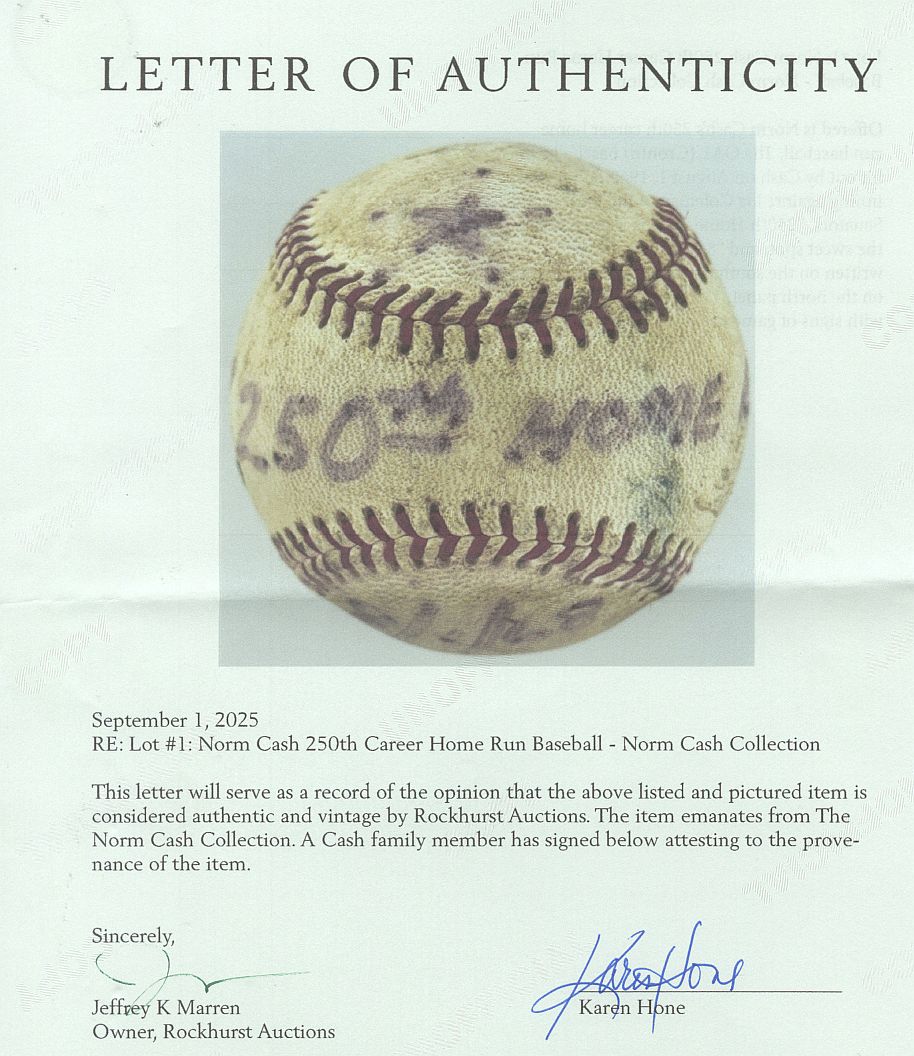 LETTER OF AUTHENTICITY
250TH HOME
September 1, 2025
RE: Lot #1: Norm Cash 250th Career Home Run Baseball - Norm Cash Collection
This letter will serve as a record of the opinion that the above listed and pictured item is
considered authentic and vintage by Rockhurst Auctions. The item emanates from The
Norm Cash Collection. A Cash family member has signed below attesting to the prove-
nance of the item.
Sincerely,
Karen Hone
Jeffrey K Marren
Karen Hone
Owner, Rockhurst Auctions